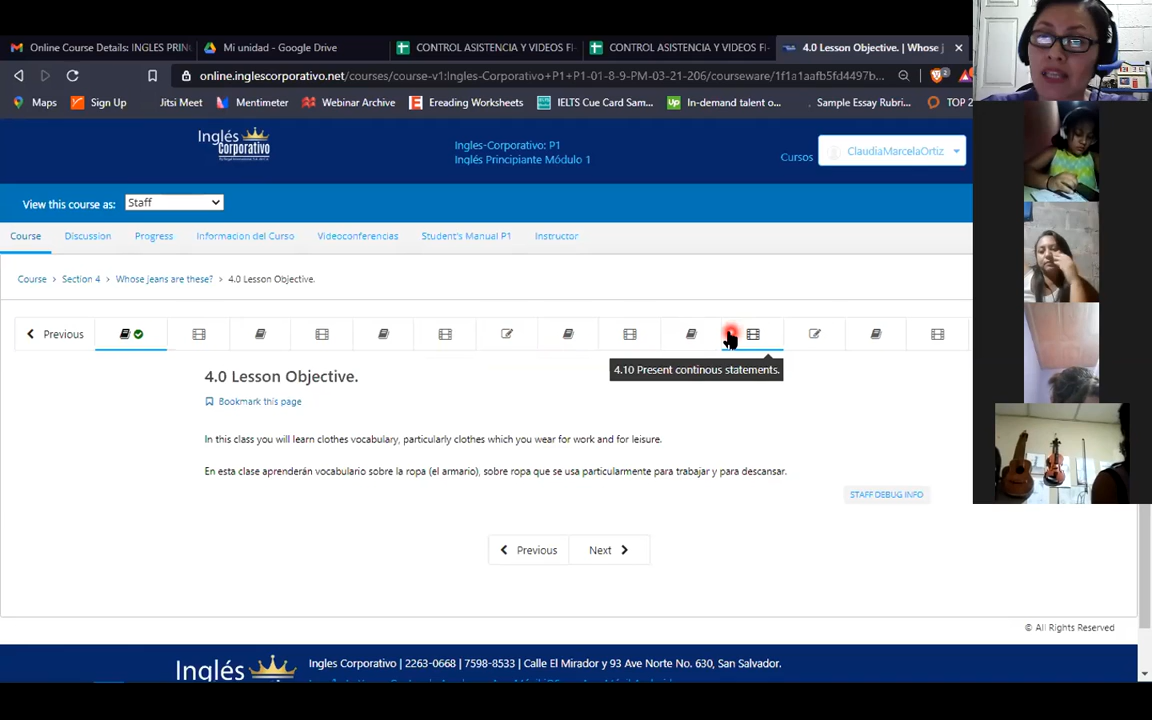 Online Course Details: INGLES PRIN
Mi unidad - Google Drive
CONTROL ASISTENCIA Y VIDEOS FI
CONTROL ASISTENCIA Y VIDEOS FI
4.0 Lesson Objective. | Whose j
online.inglescorporativo.net/courses/course-v1:Ingles-Corporativo+P1+P1-01-8-9-PM-03-21-206/courseware/1f1a1aafb5fd4497b...
2
Maps
Sign Up
Jitsi Meet
Mentimeter
Webinar Archive
Ereading Worksheets
IELTS Cue Card Sam...
In-demand talent o...
Sample Essay Rubri...
TOP 2
Inglés
Corporativo
Ingles-Corporativo: P1
Inglés Principiante Módulo 1
Cursos
ClaudiaMarcelaOrtiz
View this course as:
Staff
Course
Discussion
Progress
Informacion del Curso
Videoconferencias
Student's Manual P1
Instructor
Course > Section 4 > Whose jeans are these? > 4.0 Lesson Objective.
Previous
4.10 Present continous statements.
4.0 Lesson Objective.
Bookmark this page
In this class you will learn clothes vocabulary, particularly clothes which you wear for work and for leisure.
En esta clase aprenderán vocabulario sobre la ropa (el armario), sobre ropa que se usa particularmente para trabajar y para descansar.
STAFF DEBUG INFO
Previous
Next
© All Rights Reserved
Inglés
Ingles Corporativo | 2263-0668 | 7598-8533 | Calle El Mirador y 93 Ave Norte No. 630, San Salvador.